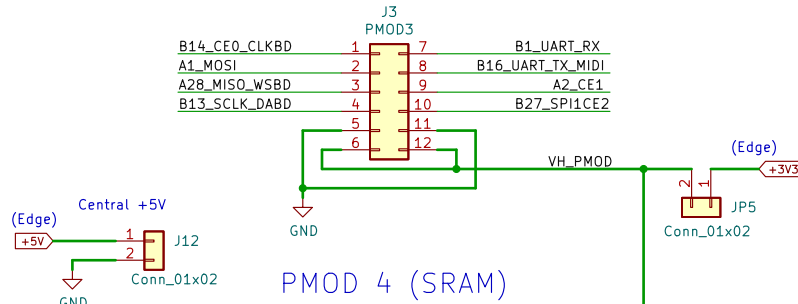 J3
PMOD3
B14_CE0_CLKBD 1 7 B1_UART_RX
A1_MOSI 2 8 B16_UART_TX_MIDI
A28_MISO_WSBD 3 9 A2_CE1
B13_SCLK_DABD 4 10 B27_SPI1CE2
5 11
6 12
VH_PMOD
(Edge)
+3V3
2 1
JP5
Conn_01x02
GND
Central +5V
(Edge)
+5V
1 J12
2
Conn_01x02
GND
PMOD 4 (SRAM)